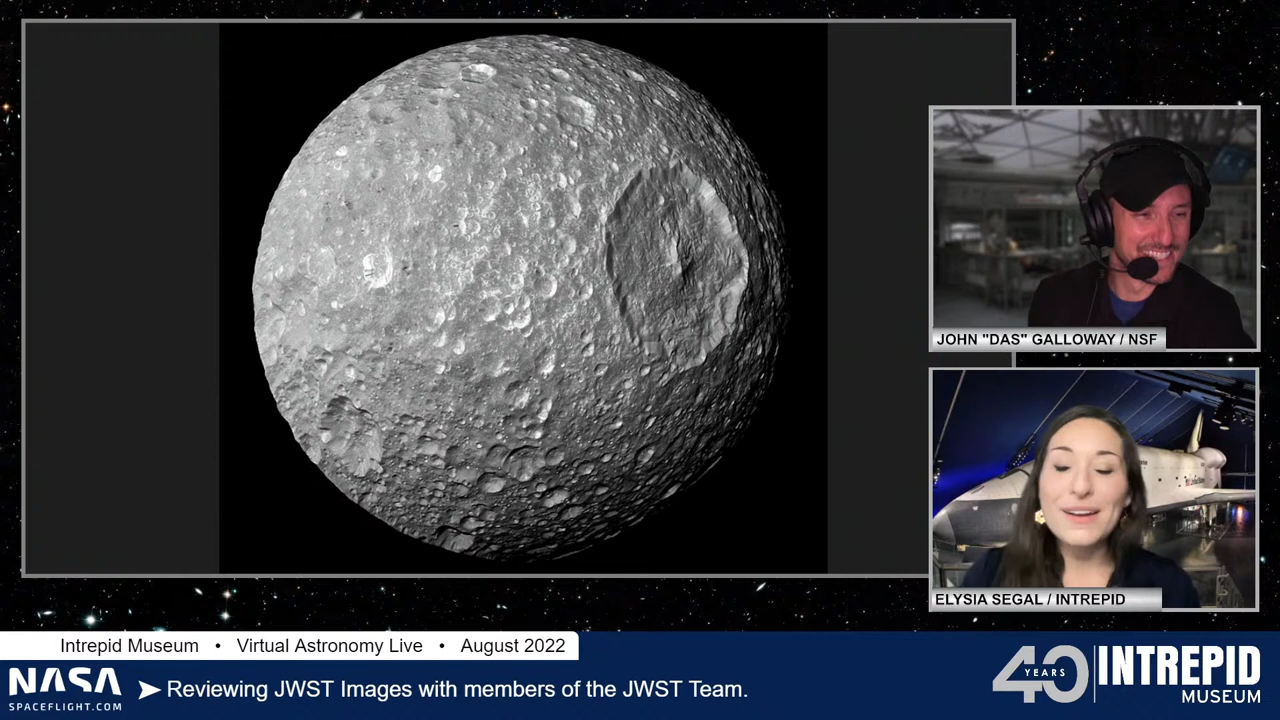 JOHN "DAS" GALLOWAY / NSF
ELYSIA SEGAL / INTREPID
Intrepid Museum • Virtual Astronomy Live • August 2022
NASA
SPACEFLIGHT.COM
Reviewing JWST Images with members of the JWST Team.
40
YEARS
INTREPID
MUSEUM